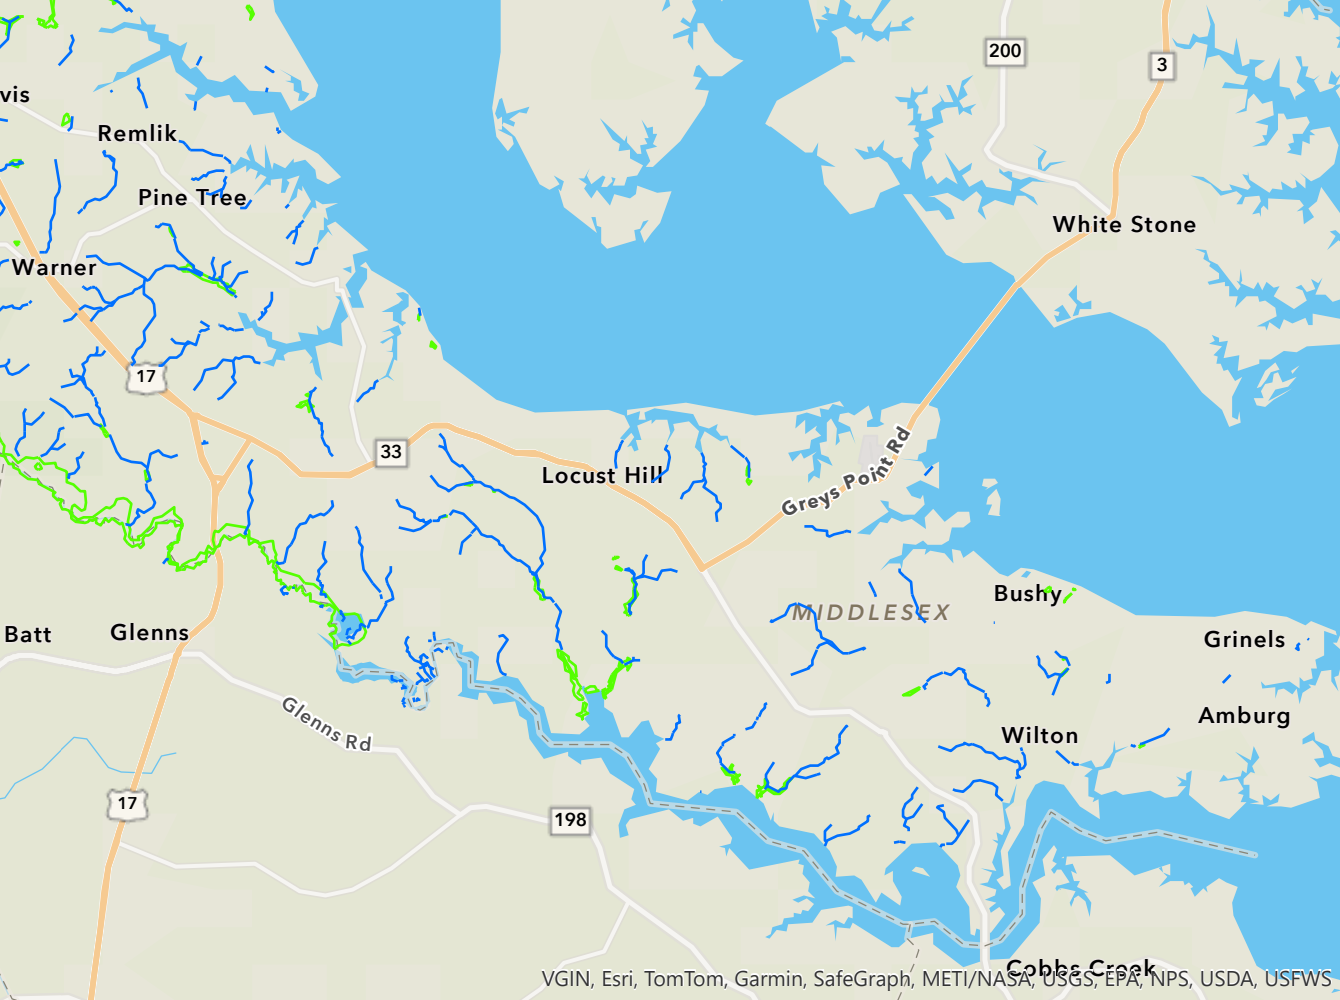 200
3
vis
Remlik
Pine Tree
White Stone
Warner
17
33
Locust Hill
Greys Point Rd
Bushy
MIDDLESEX
Batt
Glenns
Grinels
Glenns Rd
Amburg
Wilton
17
198
Cobbs Creek
VGIN, Esri, TomTom, Garmin, SafeGraph, METI/NASA, USGS, EPA, NPS, USDA, USFWS